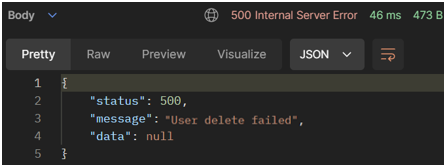 Body 500 Internal Server Error 46 ms 473 B
Pretty Raw Preview Visualize JSON
1 {
2 "status": 500,
3 "message": "User delete failed",
4 "data": null
5 }